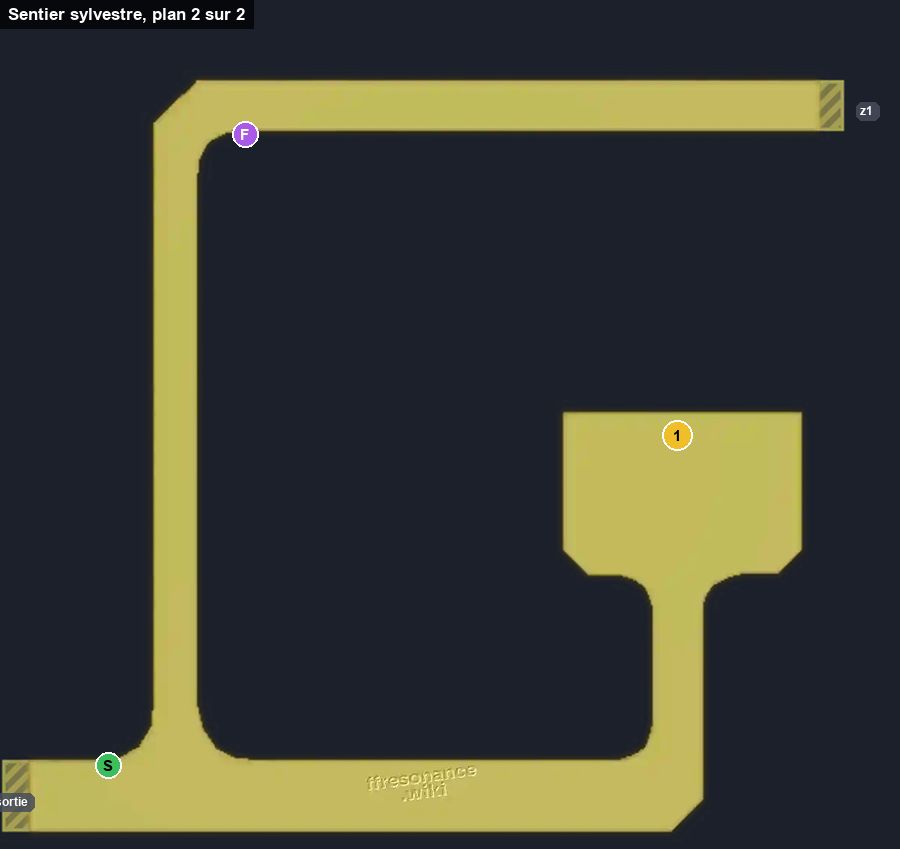 Sentier sylvestre, plan 2 sur 2
z1
F
1
S
sortie
ffresonance
.wiki